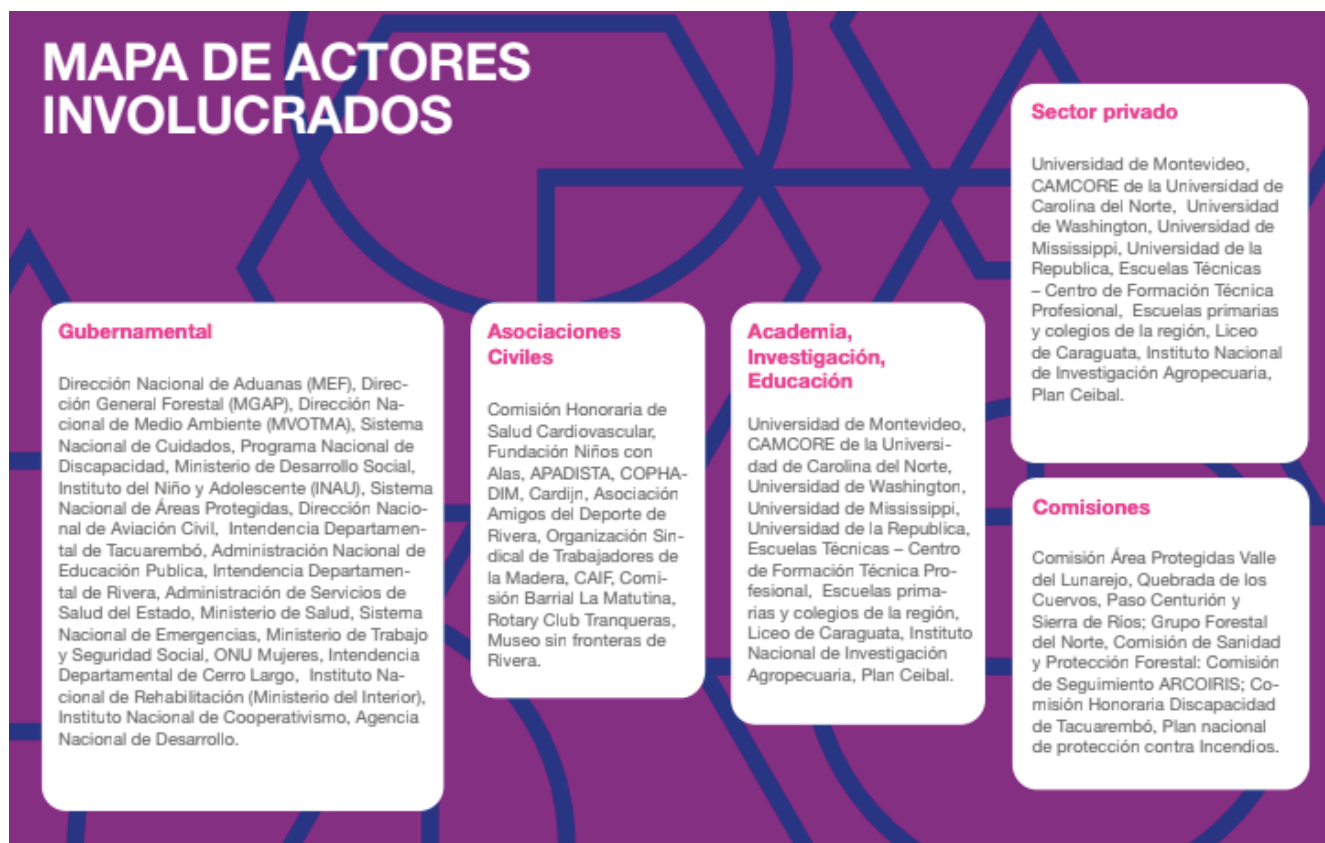 MAPA DE ACTORES
INVOLUCRADOS
Gubernamental
Dirección Nacional de Aduanas (MEF), Direc-
ción General Forestal (MGAP), Dirección Na-
cional de Medio Ambiente (MVOTMA), Sistema
Nacional de Cuidados, Programa Nacional de
Discapacidad, Ministerio de Desarrollo Social,
Instituto del Niño y Adolescente (INAU), Sistema
Nacional de Áreas Protegidas, Dirección Nacio-
nal de Aviación Civil, Intendencia Departamen-
tal de Tacuarembó, Administración Nacional de
Educación Publica, Intendencia Departamen-
tal de Rivera, Administración de Servicios de
Salud del Estado, Ministerio de Salud, Sistema
Nacional de Emergencias, Ministerio de Trabajo
y Seguridad Social, ONU Mujeres, Intendencia
Departamental de Cerro Largo, Instituto Na-
cional de Rehabilitación (Ministerio del Interior),
Instituto Nacional de Cooperativismo, Agencia
Nacional de Desarrollo.
Asociaciones
Civiles
Comisión Honoraria de
Salud Cardiovascular,
Fundación Niños con
Alas, APADISTA, COPHA-
DIM, Cardijn, Asociación
Amigos del Deporte de
Rivera, Organización Sin-
dical de Trabajadores de
la Madera, CAIF, Comi-
sión Barrial La Matutina,
Rotary Club Tranqueras,
Museo sin fronteras de
Rivera.
Academia,
Investigación,
Educación
Universidad de Montevideo,
CAMCORE de la Universi-
dad de Carolina del Norte,
Universidad de Washington,
Universidad de Mississippi,
Universidad de la Republica,
Escuelas Técnicas – Centro
de Formación Técnica Pro-
fesional, Escuelas prima-
rias y colegios de la región,
Liceo de Caraguata, Instituto
Nacional de Investigación
Agropecuaria, Plan Ceibal.
Sector privado
Universidad de Montevideo,
CAMCORE de la Universidad de
Carolina del Norte, Universidad
de Washington, Universidad de
Mississippi, Universidad de la
Republica, Escuelas Técnicas
– Centro de Formación Técnica
Profesional, Escuelas primarias
y colegios de la región, Liceo
de Caraguata, Instituto Nacional
de Investigación Agropecuaria,
Plan Ceibal.
Comisiones
Comisión Área Protegidas Valle
del Lunarejo, Quebrada de los
Cuervos, Paso Centurión y
Sierra de Ríos; Grupo Forestal
del Norte, Comisión de Sanidad
y Protección Forestal: Comisión
de Seguimiento ARCOIRIS; Co-
misión Honoraria Discapacidad
de Tacuarembó, Plan nacional
de protección contra Incendios.